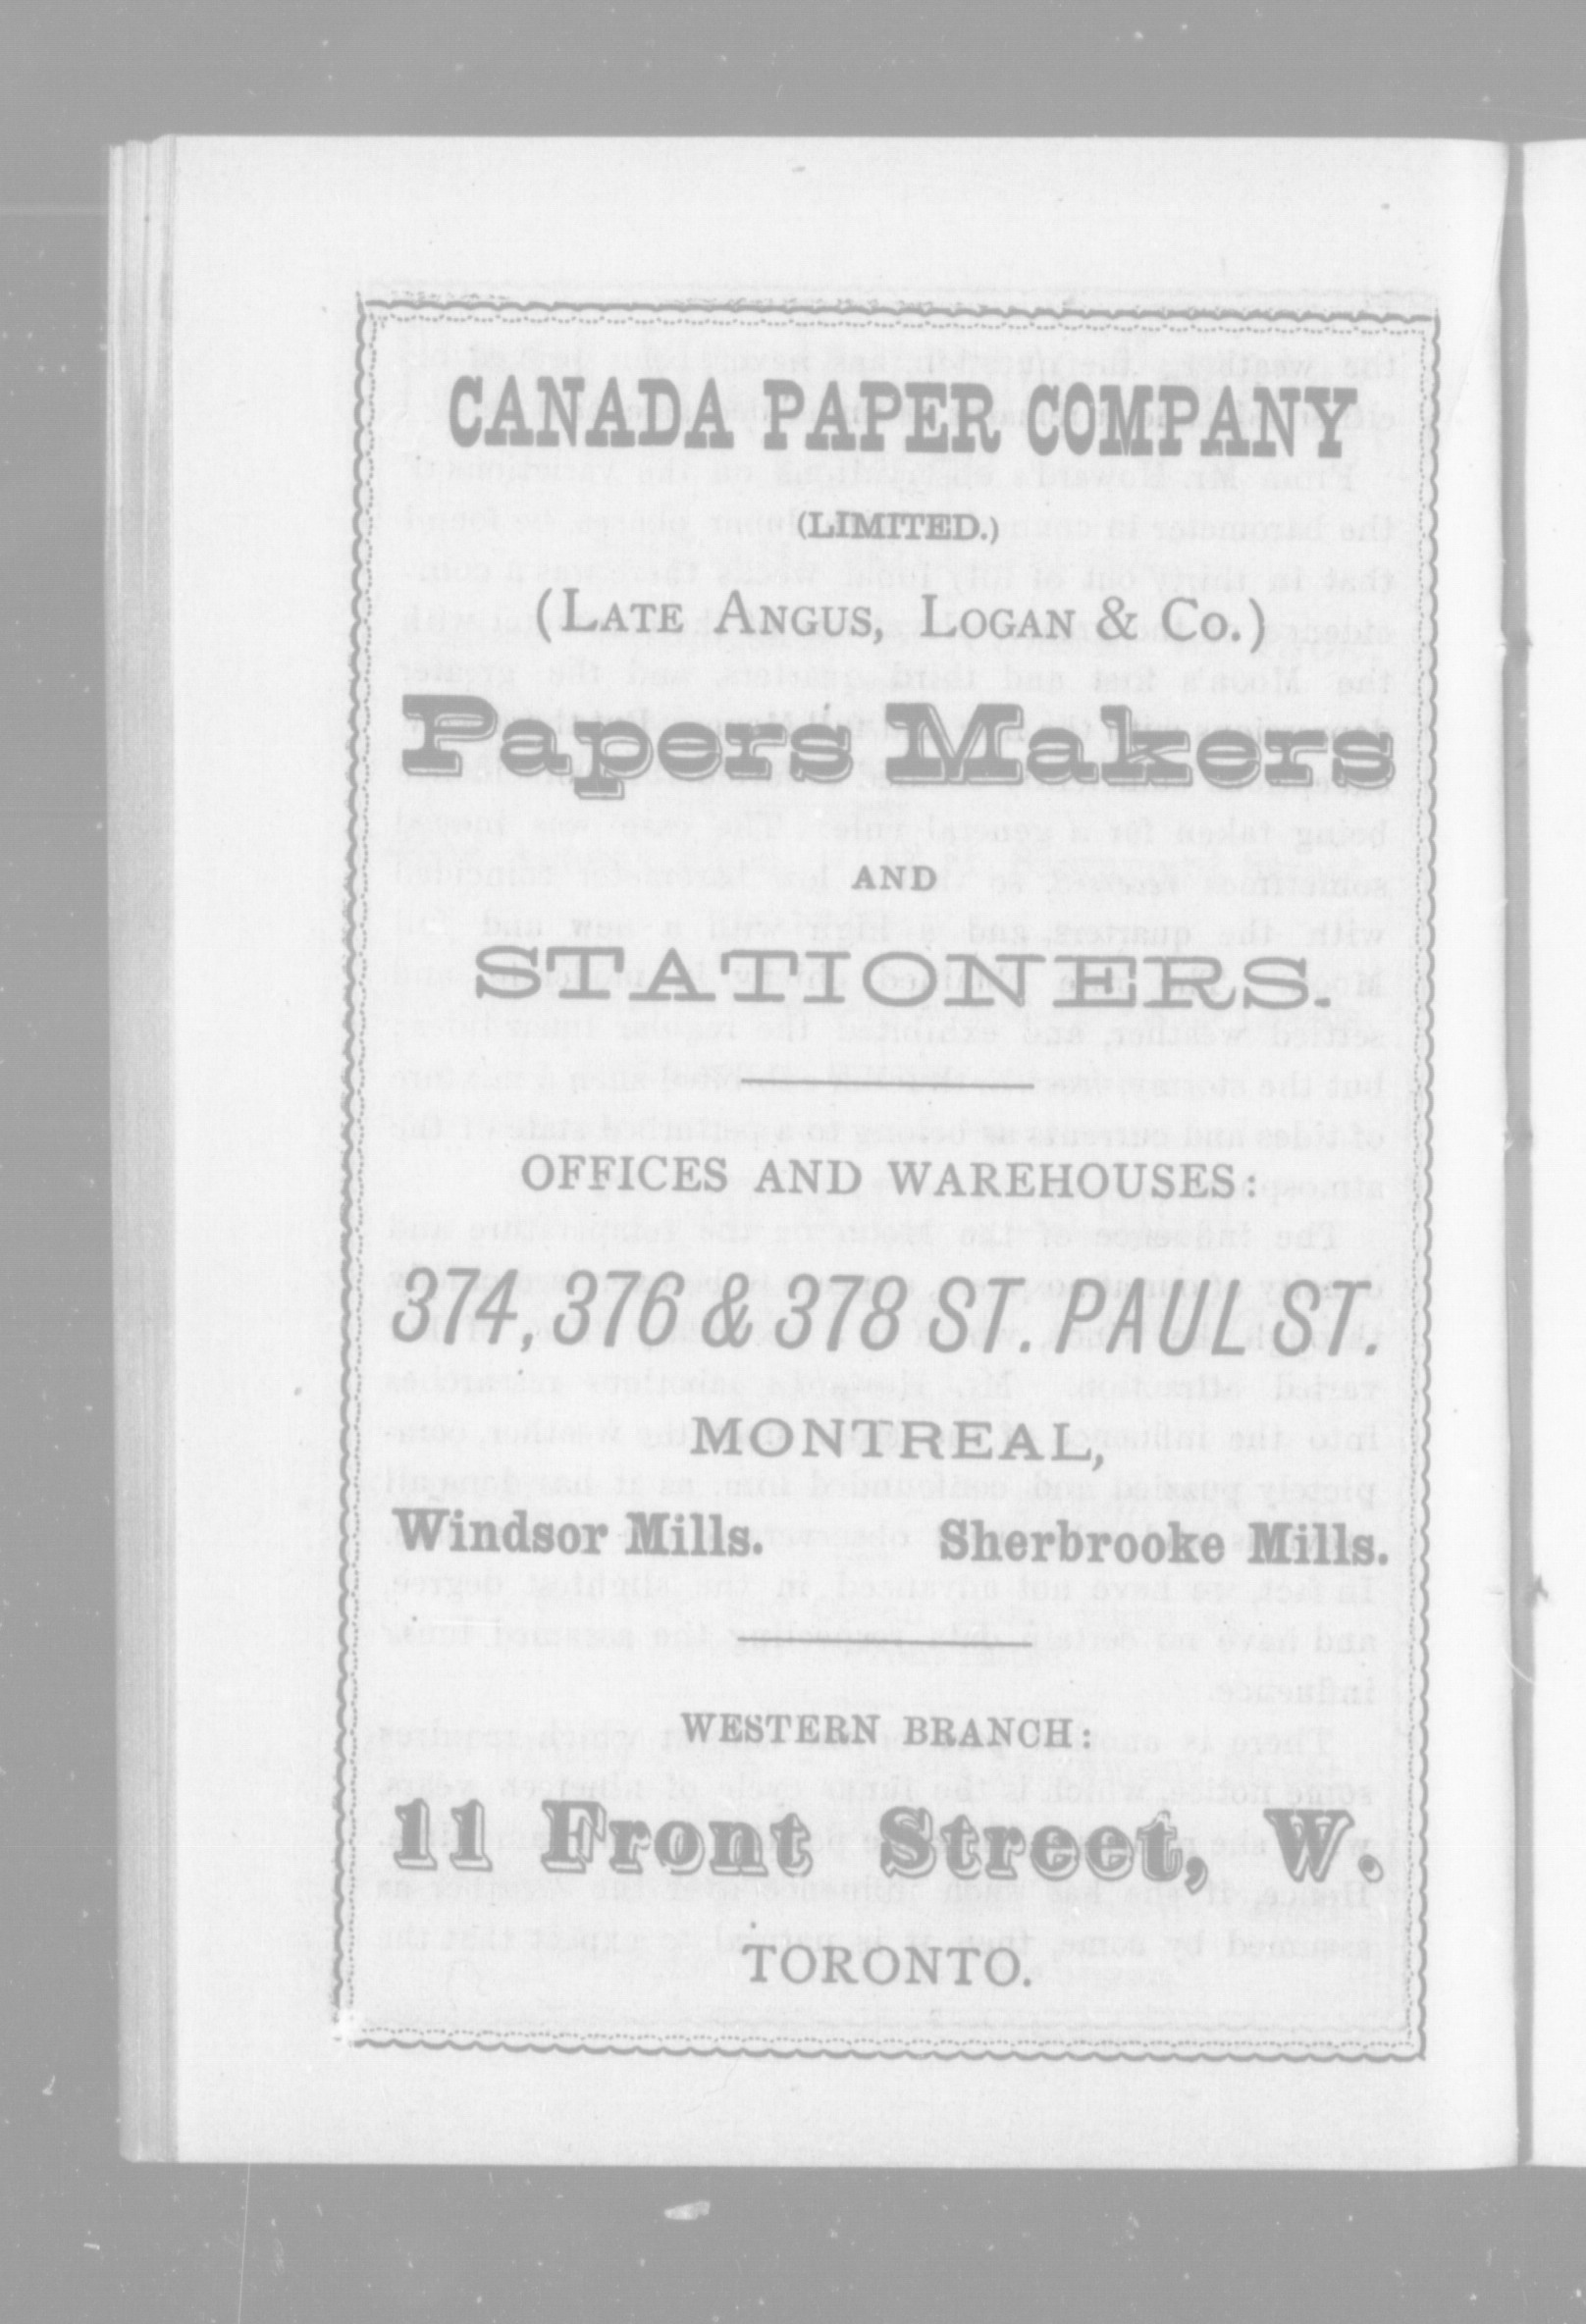 CANADA PAPER COMPANY
(LIMITED.)
(LATE ANGUS, LOGAN & CO.)
Papers Makers
AND
STATIONERS.
OFFICES AND WAREHOUSES:
374, 376 & 378 ST. PAUL ST.
MONTREAL,
Windsor Mills. Sherbrooke Mills.
WESTERN BRANCH:
11 Front Street, W.
TORONTO.